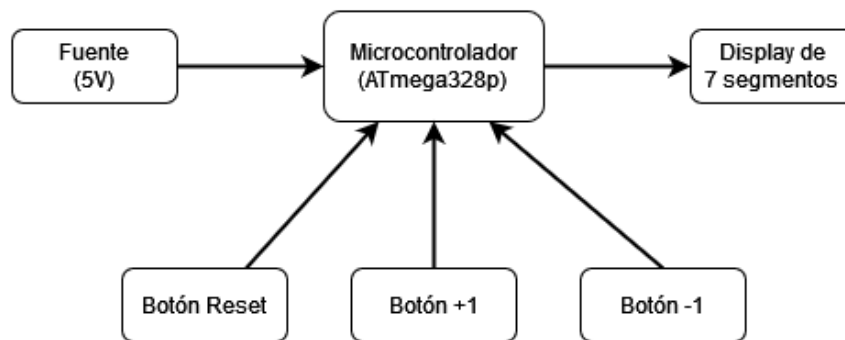 Fuente
(5V)
Microcontrolador
(ATmega328p)
Display de
7 segmentos
Botón Reset
Botón +1
Botón -1